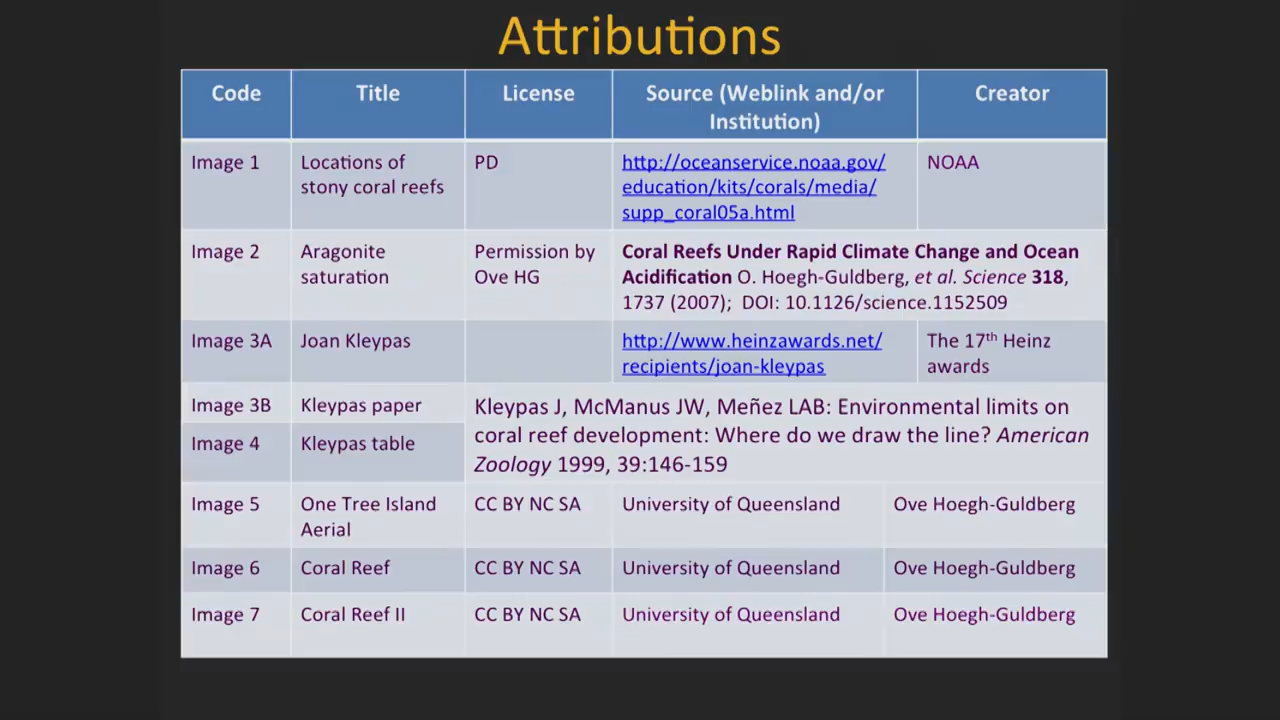 Attributions
Code Title License Source (Weblink and/or Institution) Creator
Image 1 Locations of stony coral reefs PD http://oceanservice.noaa.gov/education/kits/corals/media/supp_coral05a.html NOAA
Image 2 Aragonite saturation Permission by Ove HG Coral Reefs Under Rapid Climate Change and Ocean Acidification O. Hoegh-Guldberg, et al. Science 318, 1737 (2007); DOI: 10.1126/science.1152509
Image 3A Joan Kleypas http://www.heinzawards.net/recipients/joan-kleypas The 17th Heinz awards
Image 3B Kleypas paper Kleypas J, McManus JW, Meñez LAB: Environmental limits on coral reef development: Where do we draw the line? American Zoology 1999, 39:146-159
Image 4 Kleypas table
Image 5 One Tree Island Aerial CC BY NC SA University of Queensland Ove Hoegh-Guldberg
Image 6 Coral Reef CC BY NC SA University of Queensland Ove Hoegh-Guldberg
Image 7 Coral Reef II CC BY NC SA University of Queensland Ove Hoegh-Guldberg